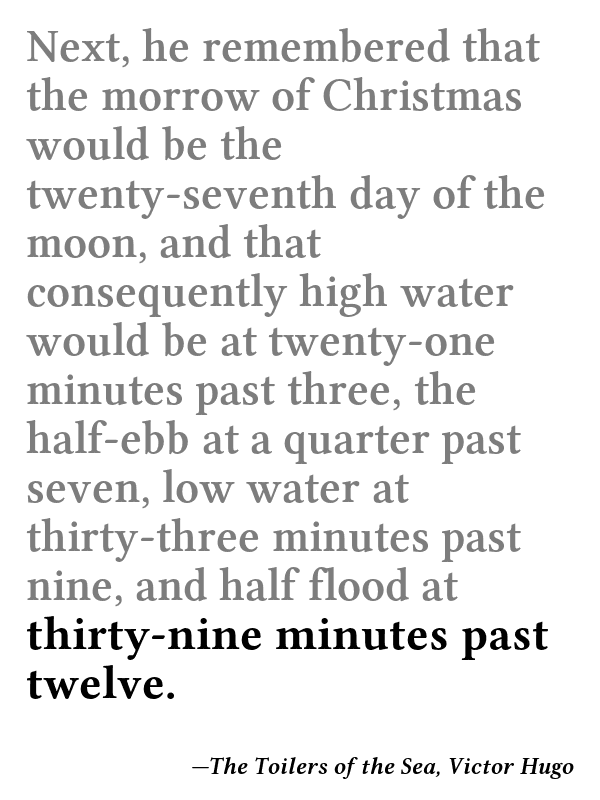 Next, he remembered that
the morrow of Christmas
would be the
twenty-seventh day of the
moon, and that
consequently high water
would be at twenty-one
minutes past three, the
half-ebb at a quarter past
seven, low water at
thirty-three minutes past
nine, and half flood at
thirty-nine minutes past
twelve.
—The Toilers of the Sea, Victor Hugo